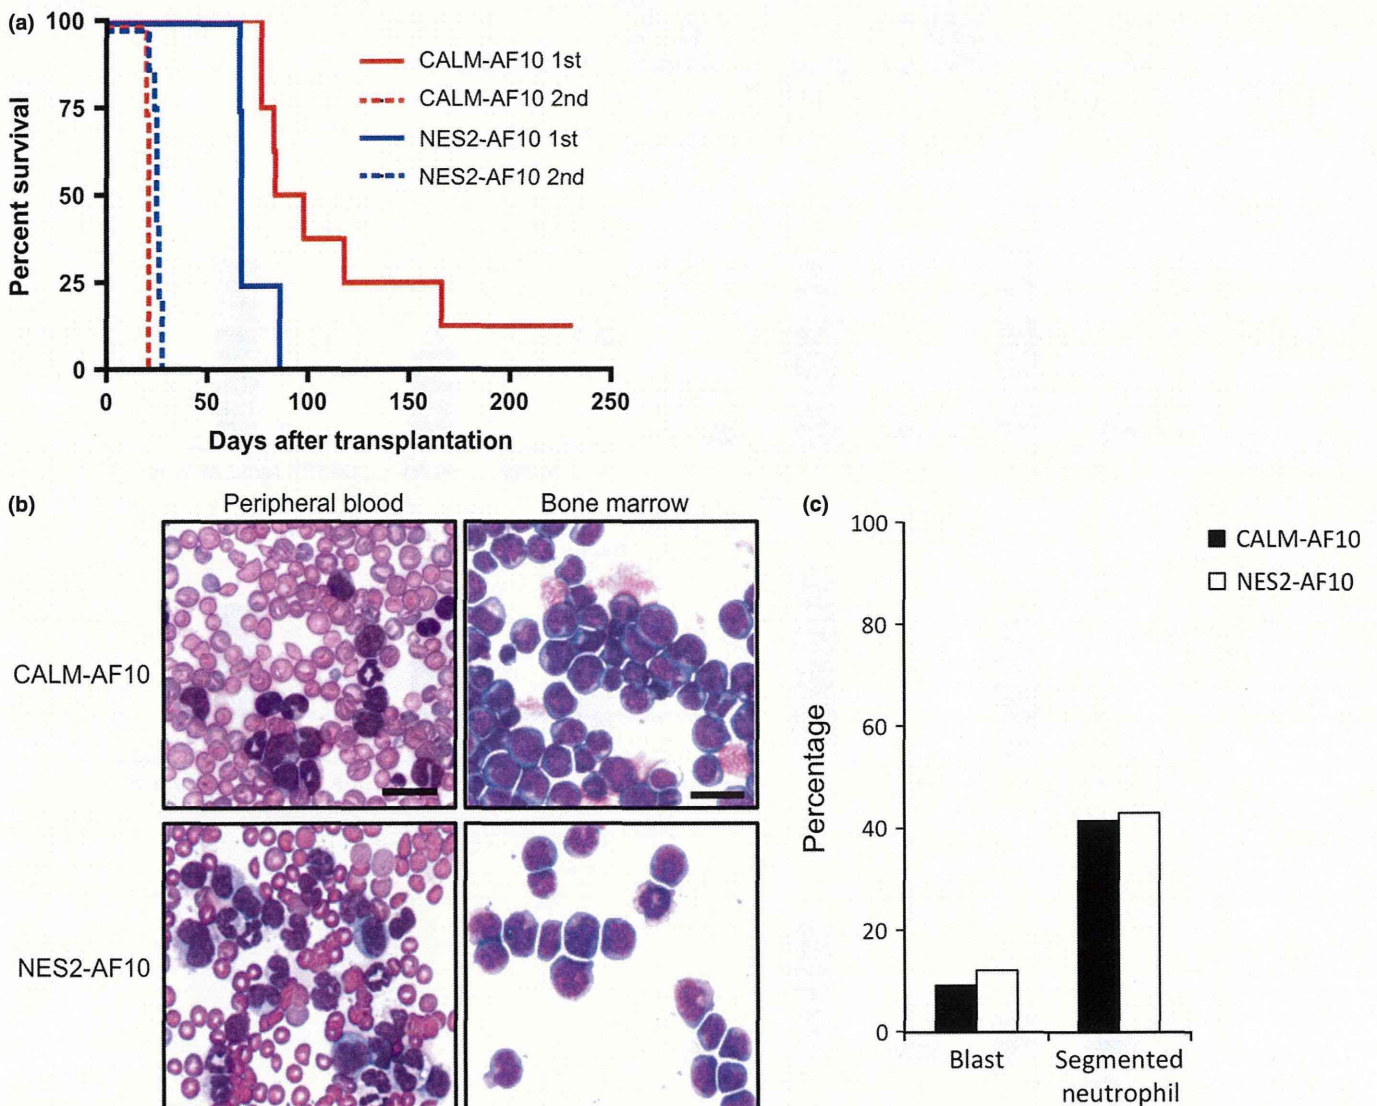 (a)
100
75
50
25
0
Percent survival
0 50 100 150 200 250
Days after transplantation
CALM-AF10 1st
CALM-AF10 2nd
NES2-AF10 1st
NES2-AF10 2nd
(b)
Peripheral blood Bone marrow
CALM-AF10
NES2-AF10
(c)
100
80
60
40
20
0
Percentage
CALM-AF10
NES2-AF10
Blast
Segmented
neutrophil